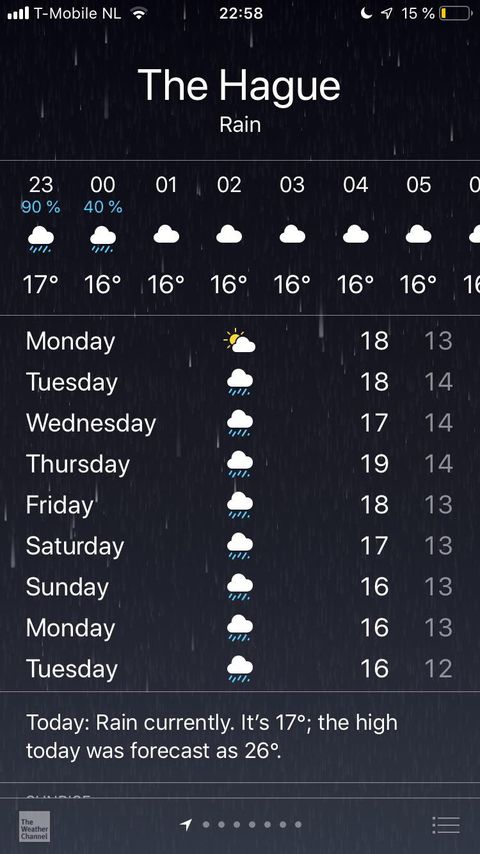 T-Mobile NL 22:58 15 %
The Hague
Rain
23 00 01 02 03 04 05
90 % 40 %
17° 16° 16° 16° 16° 16° 16° 16
Monday 18 13
Tuesday 18 14
Wednesday 17 14
Thursday 19 14
Friday 18 13
Saturday 17 13
Sunday 16 13
Monday 16 13
Tuesday 16 12
Today: Rain currently. It’s 17°; the high
today was forecast as 26°.
The
Weather
Channel